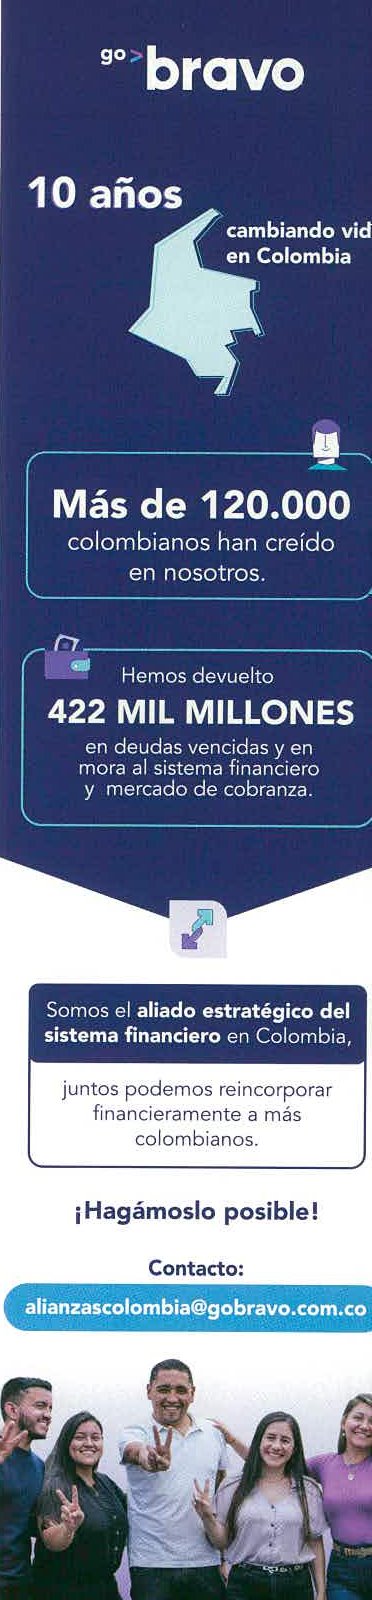 go> bravo
10 años
cambiando vid
en Colombia
Más de 120.000
colombianos han creído
en nosotros.
Hemos devuelto
422 MIL MILLONES
en deudas vencidas y en
mora al sistema financiero
y mercado de cobranza.
Somos el aliado estratégico del
sistema financiero en Colombia,
juntos podemos reincorporar
financieramente a más
colombianos.
¡Hagámoslo posible!
Contacto:
alianzascolombia@gobravo.com.co